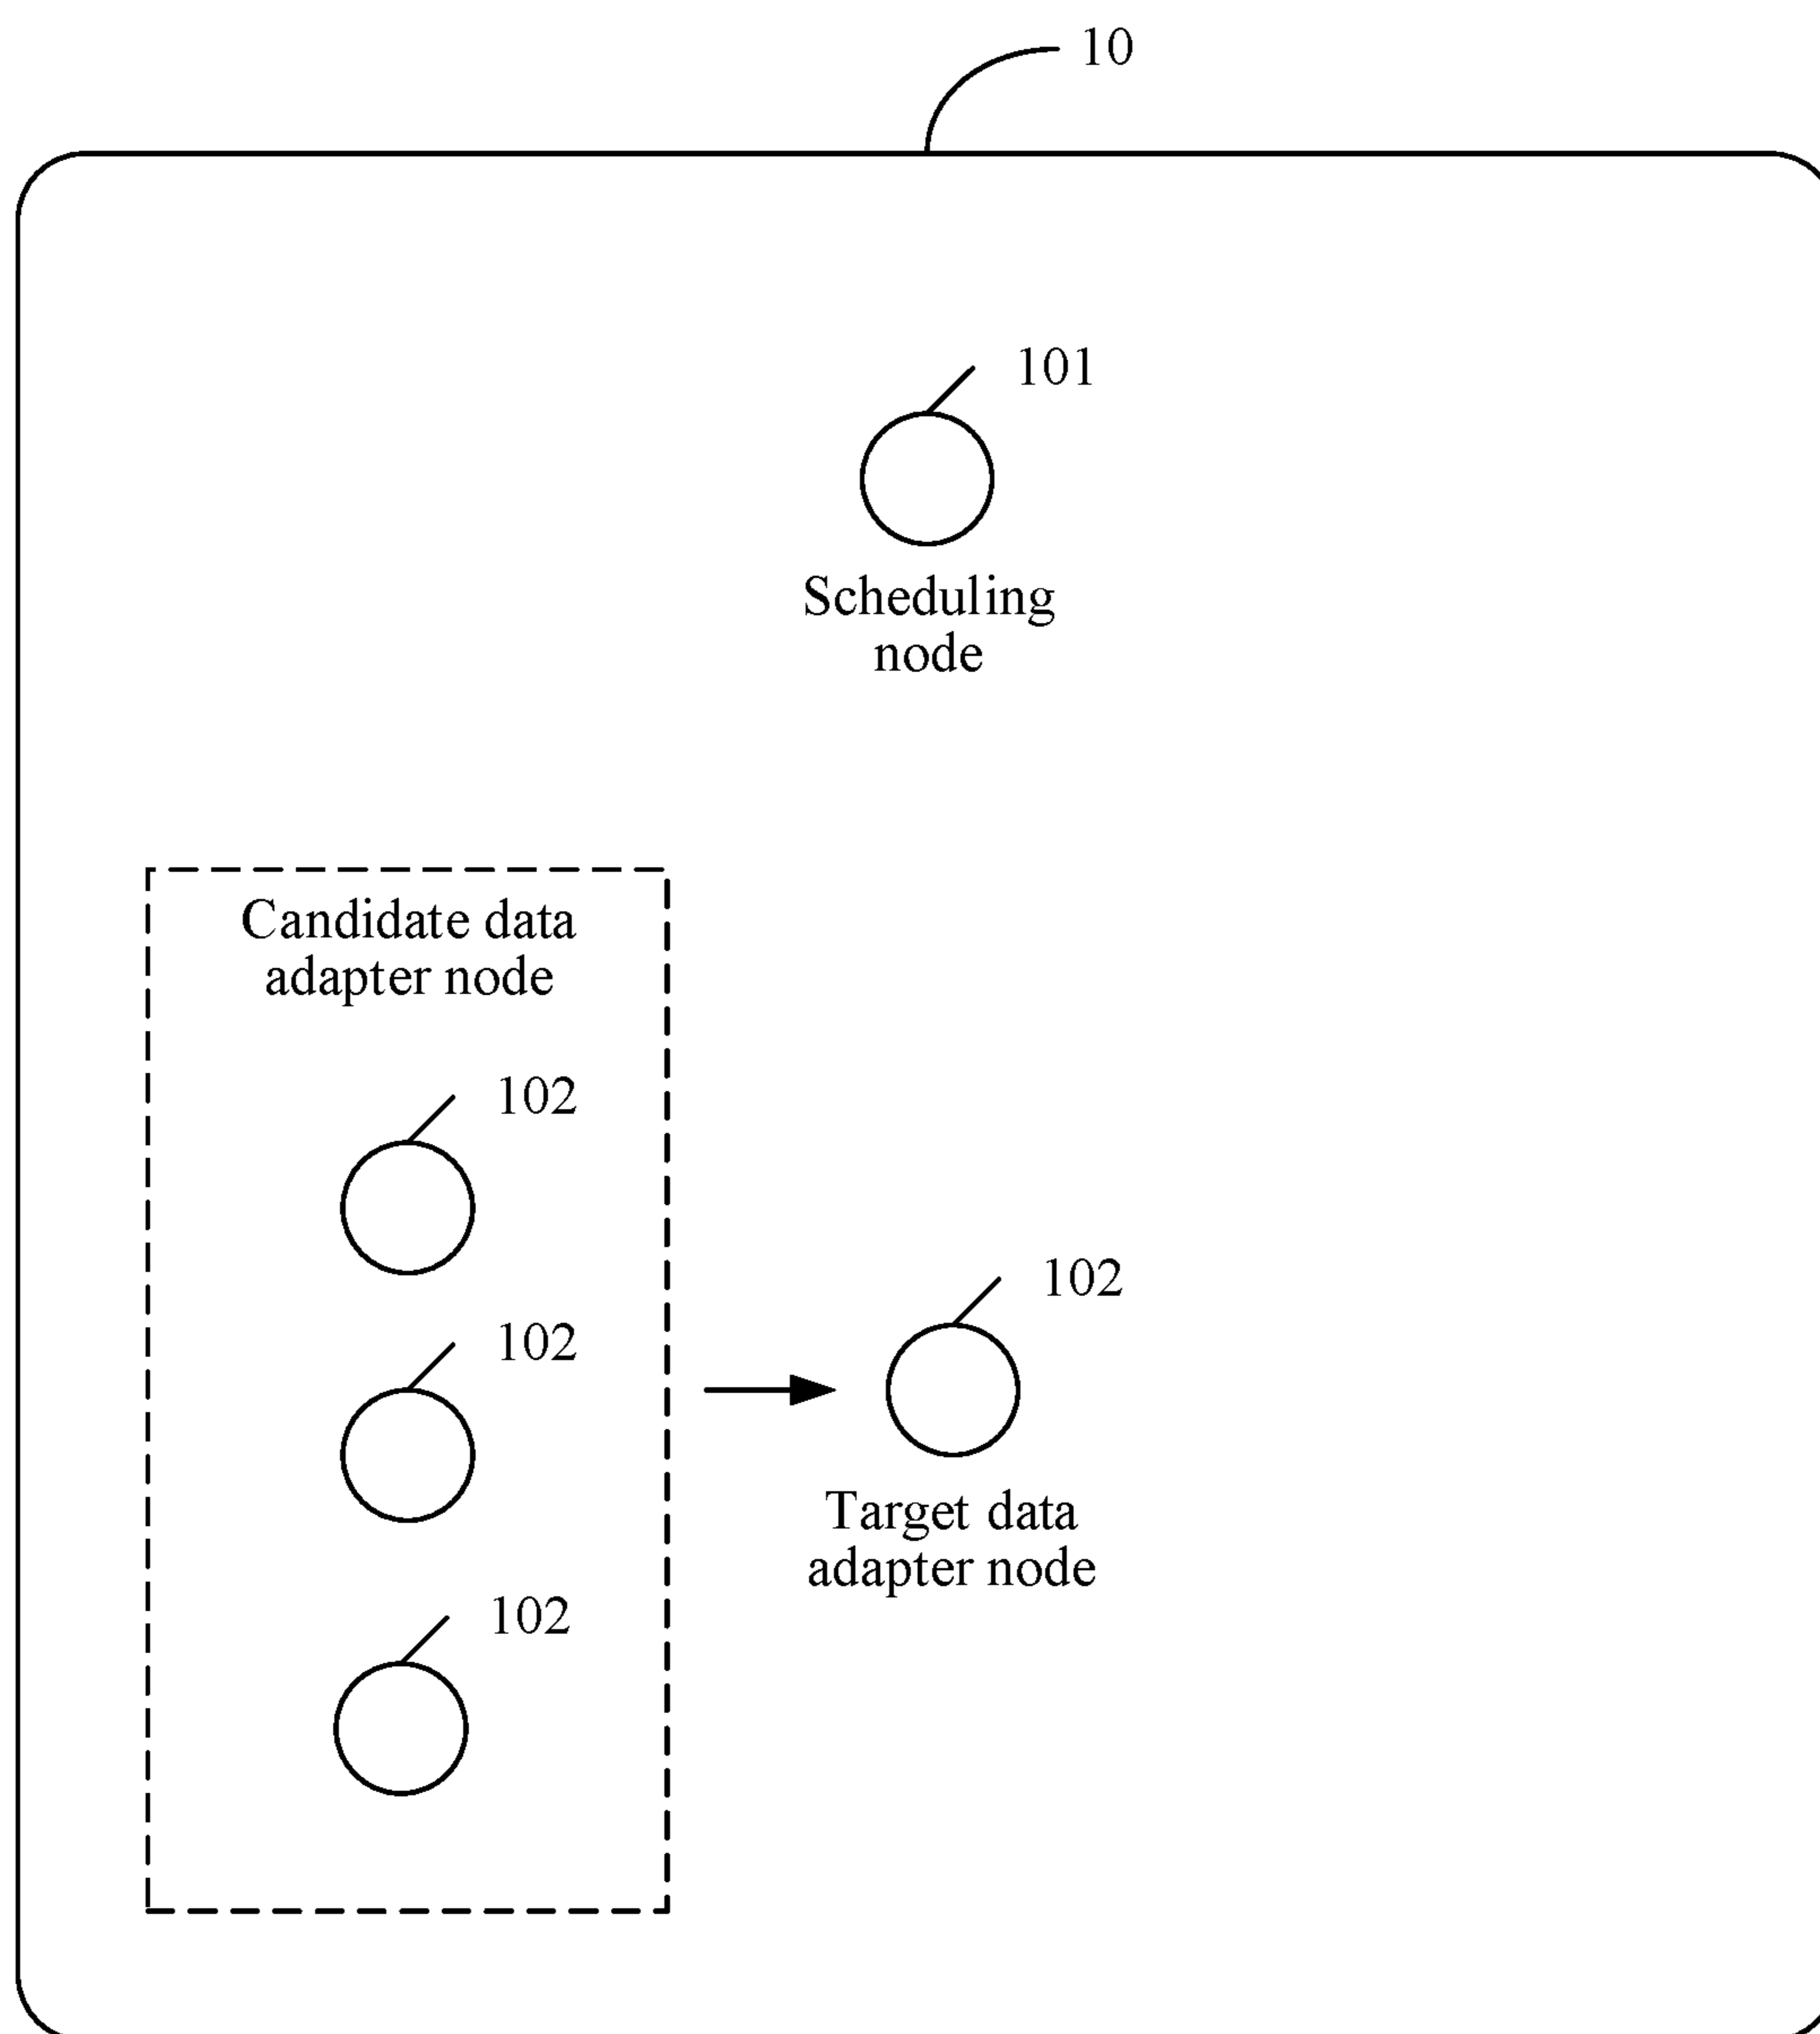 10
101
Scheduling
node
Candidate data
adapter node
102
102
102
102
Target data
adapter node